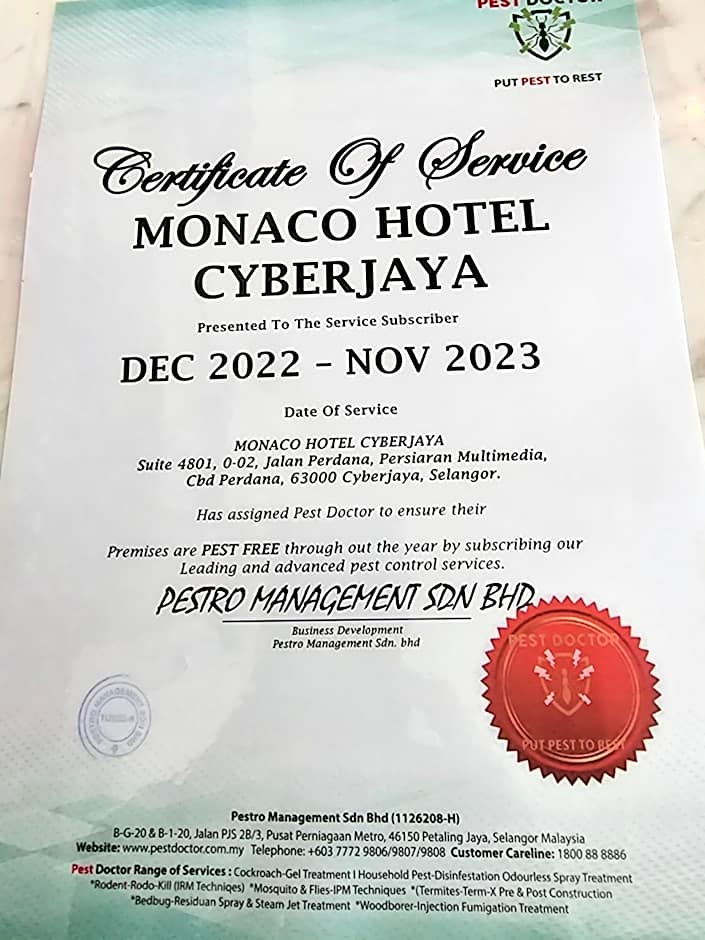 PEST DOCTOR
PUT PEST TO REST
Certificate Of Service
MONACO HOTEL
CYBERJAYA
Presented To The Service Subscriber
DEC 2022 – NOV 2023
Date Of Service
MONACO HOTEL CYBERJAYA
Suite 4801, 0-02, Jalan Perdana, Persiaran Multimedia,
Cbd Perdana, 63000 Cyberjaya, Selangor.
Has assigned Pest Doctor to ensure their
Premises are PEST FREE through out the year by subscribing our
Leading and advanced pest control services.
PESTRO MANAGEMENT SDN BHD
Business Development
Pestro Management Sdn. bhd
PEST DOCTOR
PUT PEST TO REST
PESTRO MANAGEMENT SDN BHD
Pestro Management Sdn Bhd (1126208-H)
B-G-20 & B-1-20, Jalan PJS 2B/3, Pusat Perniagaan Metro, 46150 Petaling Jaya, Selangor Malaysia
Website: www.pestdoctor.com.my Telephone: +603 7772 9806/9807/9808 Customer Careline: 1800 88 8886
Pest Doctor Range of Services : Cockroach-Gel Treatment I Household Pest-Disinfestation Odourless Spray Treatment
*Rodent-Rodo-Kill (IRM Techniqes) *Mosquito & Flies-IPM Techniques *(Termites-Term-X Pre & Post Construction
*Bedbug-Residuan Spray & Steam Jet Treatment *Woodborer-Injection Fumigation Treatment